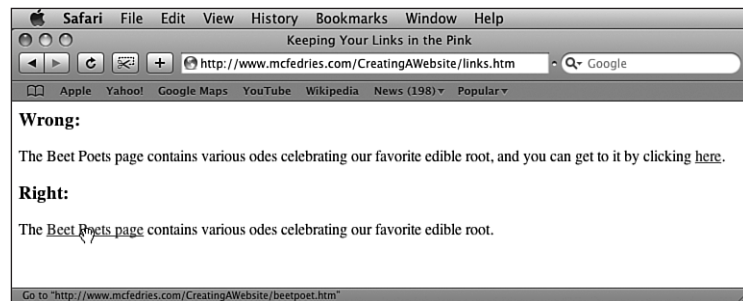 Safari File Edit View History Bookmarks Window Help
Keeping Your Links in the Pink
http://www.mcfedries.com/CreatingAWebsite/links.htm Google
Apple Yahoo! Google Maps YouTube Wikipedia News (198) Popular
Wrong:
The Beet Poets page contains various odes celebrating our favorite edible root, and you can get to it by clicking here.
Right:
The Beet Poets page contains various odes celebrating our favorite edible root.
Go to "http://www.mcfedries.com/CreatingAWebsite/beetpoet.htm"